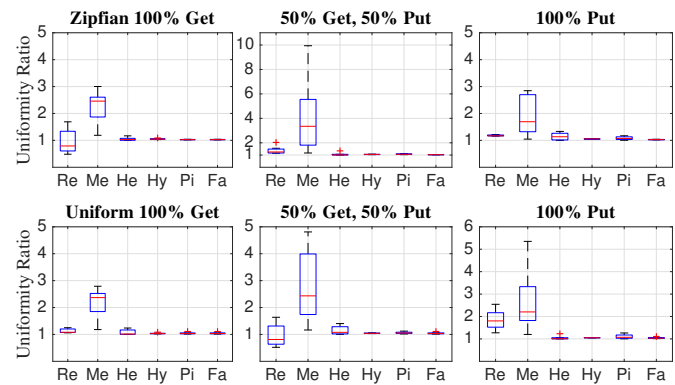 Zipfian 100% Get
50% Get, 50% Put
100% Put
Uniformity Ratio
5
4
3
2
1
10
8
6
4
2
1
5
4
3
2
1
Re Me He Hy Pi Fa
Re Me He Hy Pi Fa
Re Me He Hy Pi Fa
Uniform 100% Get
50% Get, 50% Put
100% Put
Uniformity Ratio
5
4
3
2
1
5
4
3
2
1
6
5
4
3
2
1
Re Me He Hy Pi Fa
Re Me He Hy Pi Fa
Re Me He Hy Pi Fa